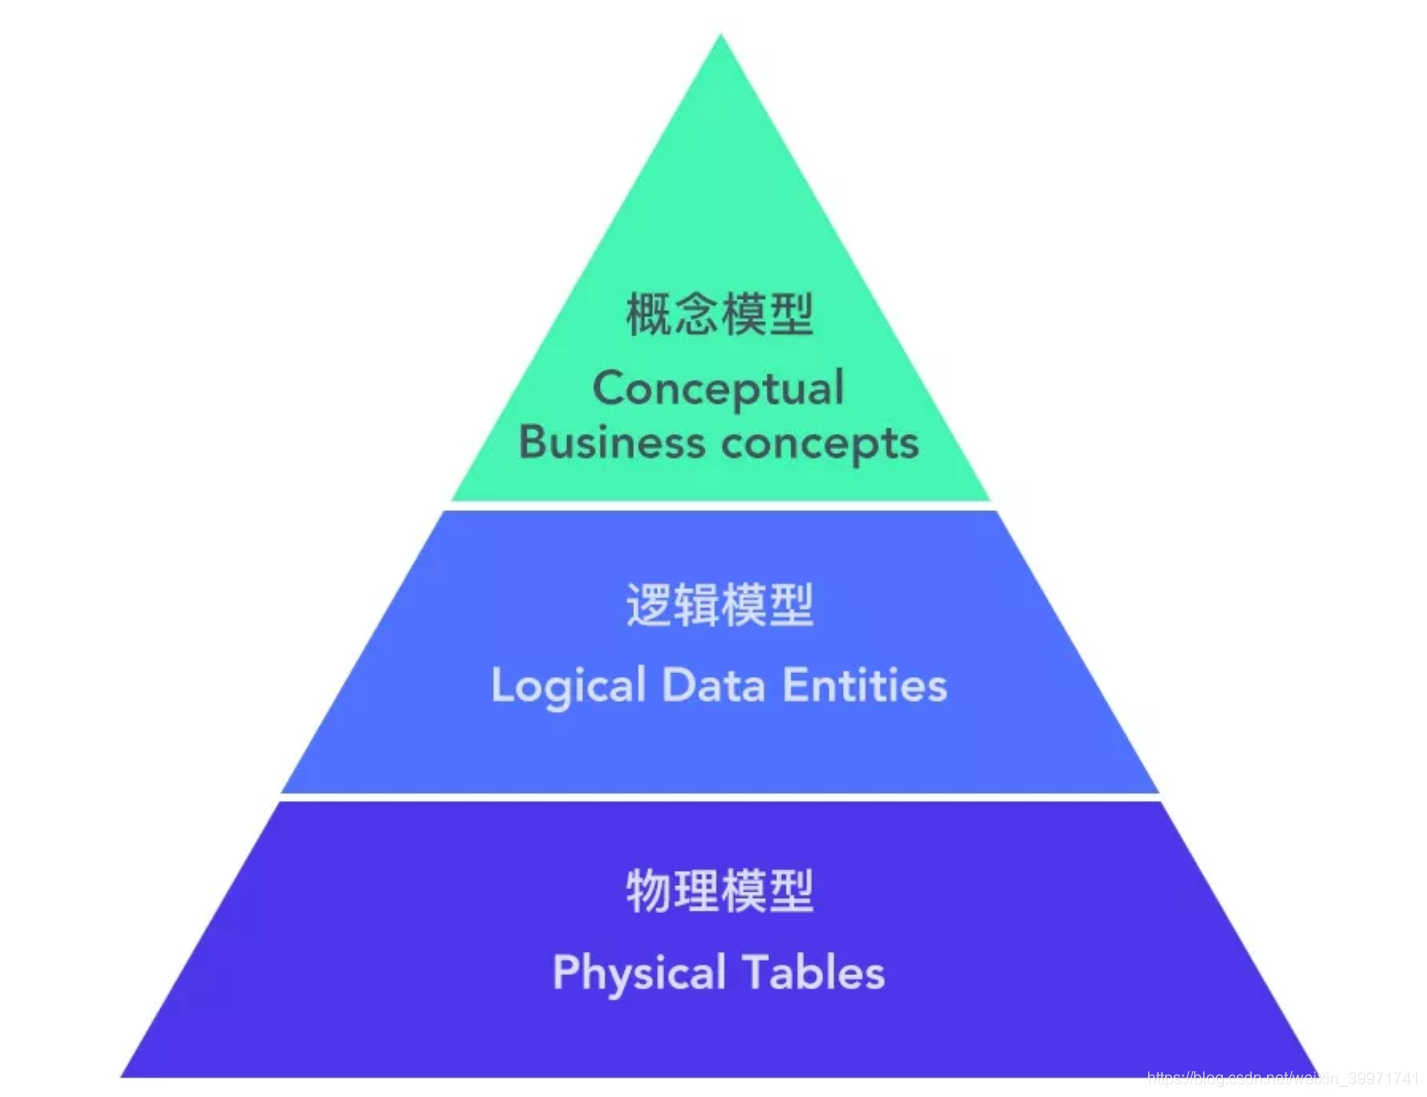 概念模型
Conceptual
Business concepts
逻辑模型
Logical Data Entities
物理模型
Physical Tables
https://blog.csdn.net/weixin_39971741